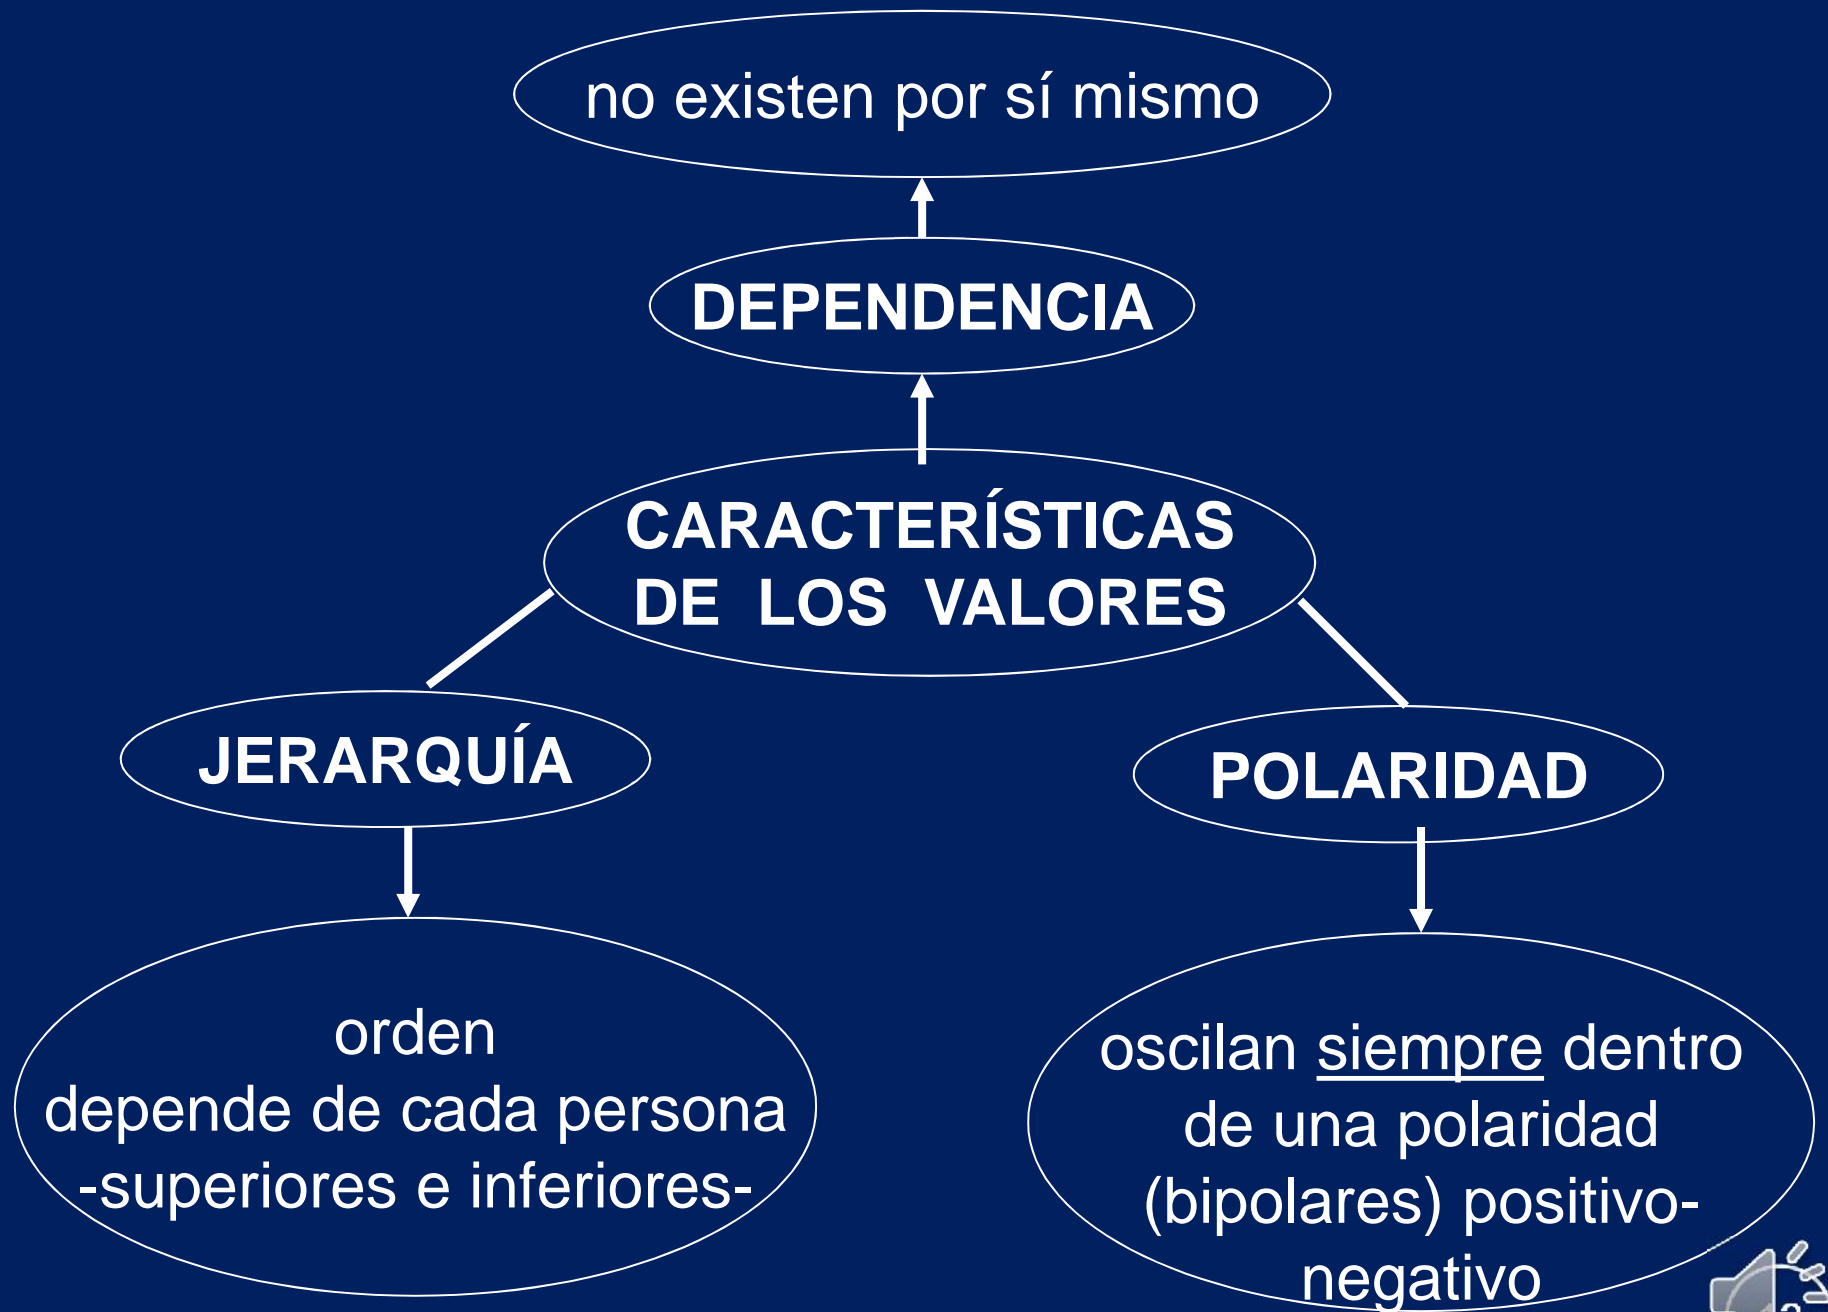 no existen por sí mismo
DEPENDENCIA
CARACTERÍSTICAS
DE LOS VALORES
JERARQUÍA
POLARIDAD
orden
depende de cada persona
-superiores e inferiores-
oscilan siempre dentro
de una polaridad
(bipolares) positivo-
negativo